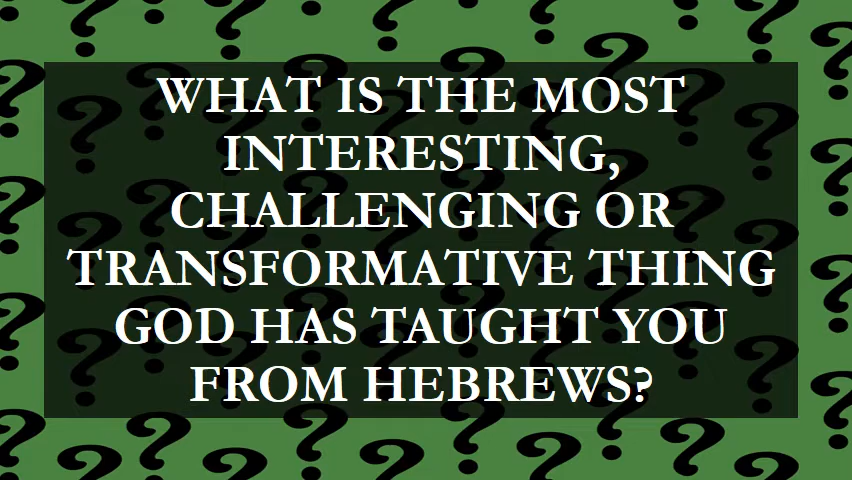 WHAT IS THE MOST
INTERESTING,
CHALLENGING OR
TRANSFORMATIVE THING
GOD HAS TAUGHT YOU
FROM HEBREWS?